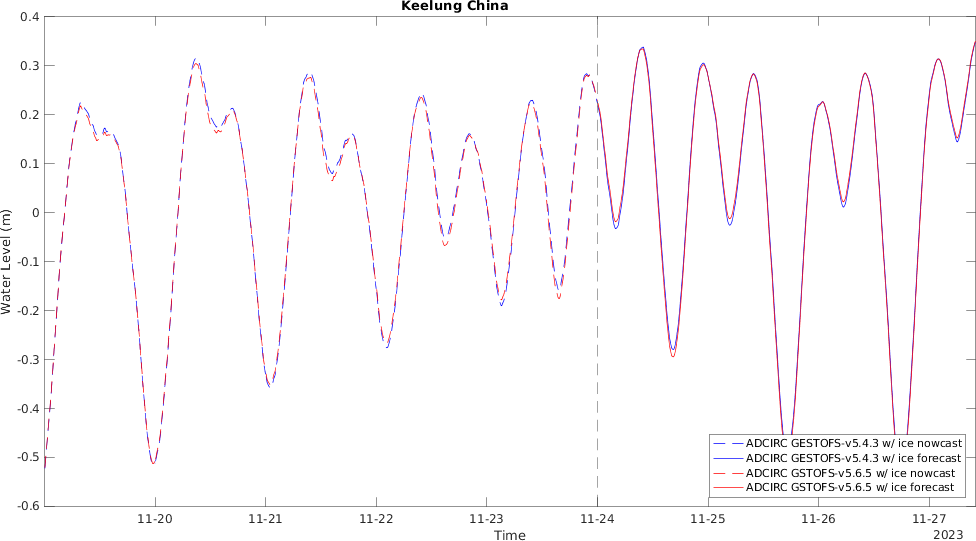 Keelung China
0.4
0.3
0.2
0.1
0
-0.1
-0.2
-0.3
-0.4
-0.5
-0.6
Water Level (m)
ADCIRC GESTOFS-v5.4.3 w/ ice nowcast
ADCIRC GESTOFS-v5.4.3 w/ ice forecast
ADCIRC GSTOFS-v5.6.5 w/ ice nowcast
ADCIRC GSTOFS-v5.6.5 w/ ice forecast
11-20 11-21 11-22 11-23 11-24 11-25 11-26 11-27
Time
2023